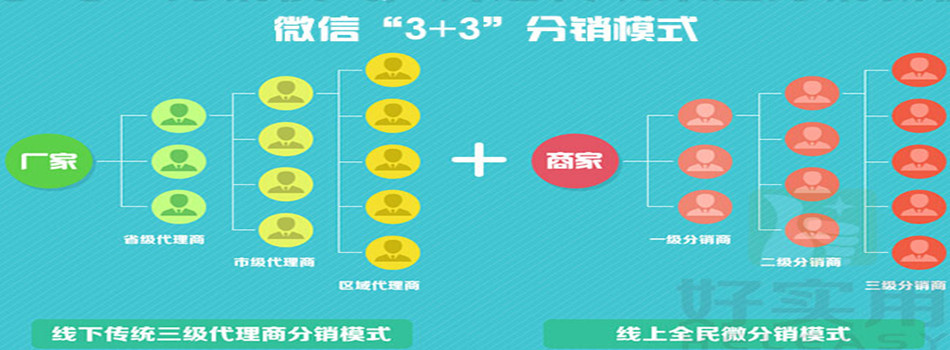 微信“3+3”分销模式
厂家
省级代理商
市级代理商
区域代理商
+
商家
一级分销商
二级分销商
三级分销商
线下传统三级代理商分销模式
线上全民微分销模式
好实用